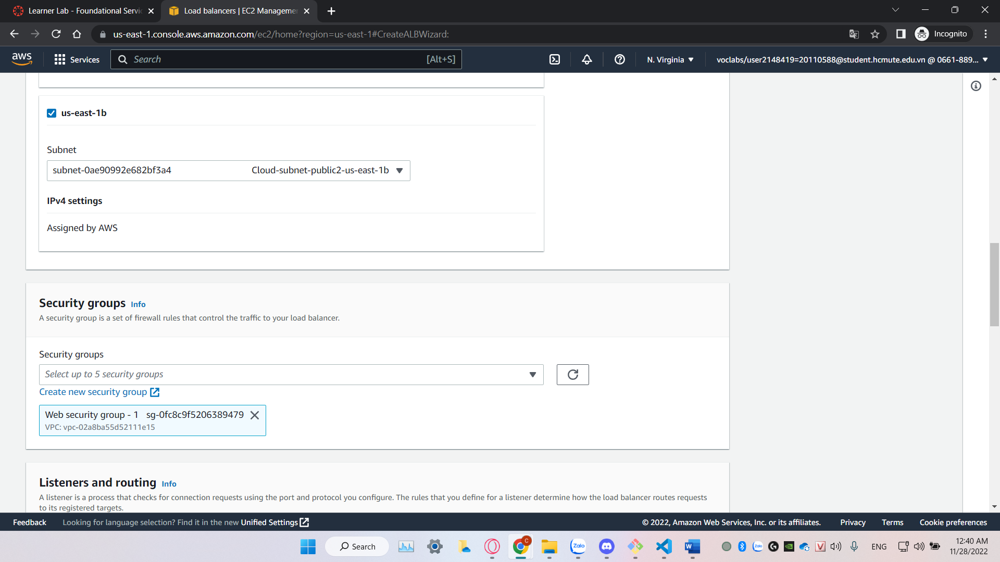 Learner Lab - Foundational Servic
Load balancers | EC2 Managemen
us-east-1.console.aws.amazon.com/ec2/home?region=us-east-1#CreateALBWizard:
Incognito
aws
Services
Search
[Alt+S]
N. Virginia
voclabs/user2148419=20110588@student.hcmute.edu.vn @ 0661-889...
us-east-1b
Subnet
subnet-0ae90992e682bf3a4 Cloud-subnet-public2-us-east-1b
IPv4 settings
Assigned by AWS
Security groups Info
A security group is a set of firewall rules that control the traffic to your load balancer.
Security groups
Select up to 5 security groups
Create new security group
Web security group - 1 sg-0fc8c9f5206389479
VPC: vpc-02a8ba55d52111e15
Listeners and routing Info
A listener is a process that checks for connection requests using the port and protocol you configure. The rules that you define for a listener determine how the load balancer routes requests
to its registered targets.
Feedback
Looking for language selection? Find it in the new Unified Settings
© 2022, Amazon Web Services, Inc. or its affiliates.
Privacy
Terms
Cookie preferences
Search
C
Zalo
W
Zalo
V
ENG
12:40 AM
11/28/2022